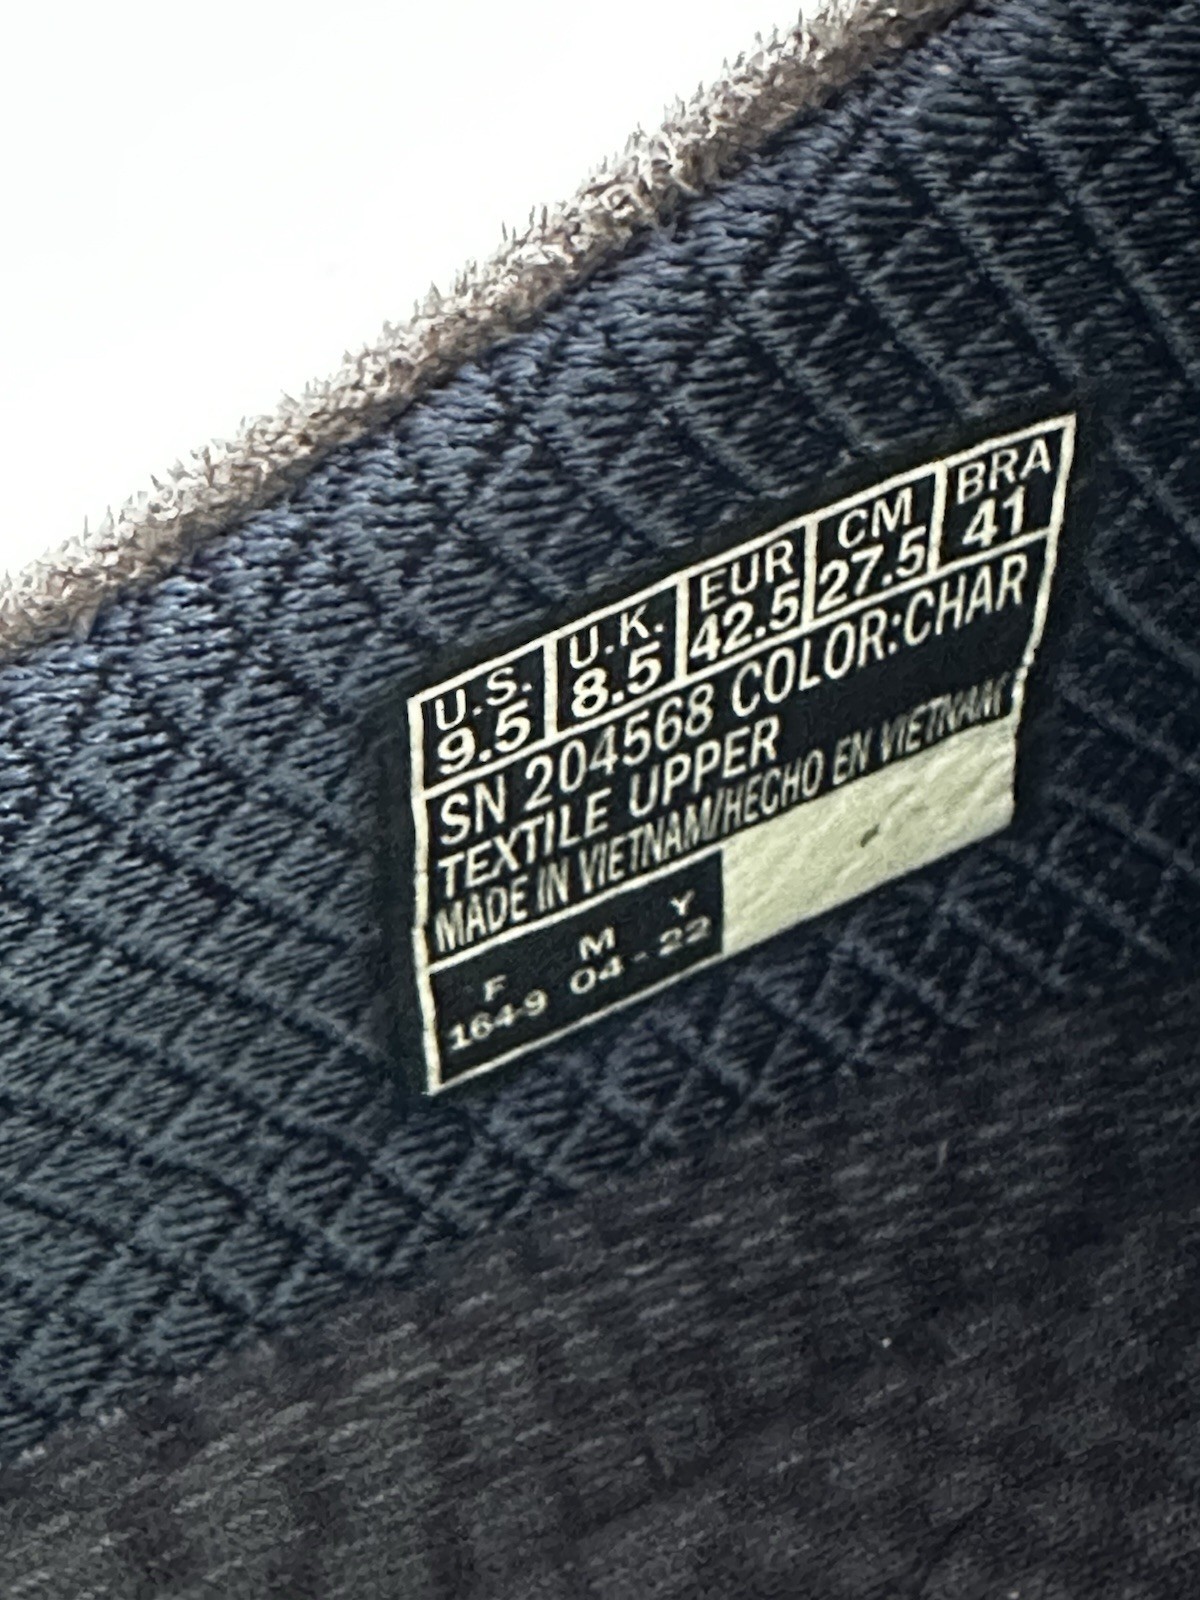 U.S. U.K. EUR CM BRA
9.5 8.5 42.5 27.5 41
SN 204568 COLOR:CHAR
TEXTILE UPPER
MADE IN VIETNAM/HECHO EN VIETNAM
F M Y
164-9 04 - 22